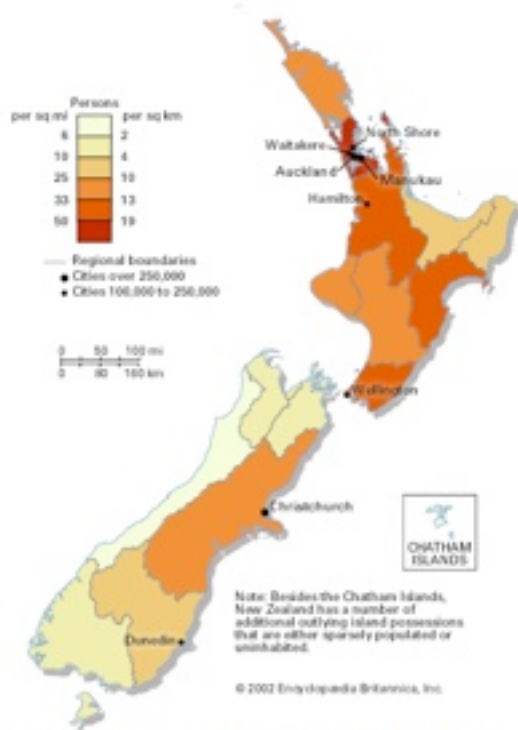 Persons
per sq mi per sq km
6 2
10 4
25 10
33 13
50 19
Regional boundaries
Cities over 250,000
Cities 100,000 to 250,000
0 50 100 mi
0 80 160 km
North Shore
Waitakere
Auckland
Manukau
Hamilton
Wellington
Christchurch
Dunedin
CHATHAM
ISLANDS
Note: Besides the Chatham Islands,
New Zealand has a number of
additional outlying island possessions
that are either sparsely populated or
uninhabited.
© 2002 Encyclopædia Britannica, Inc.